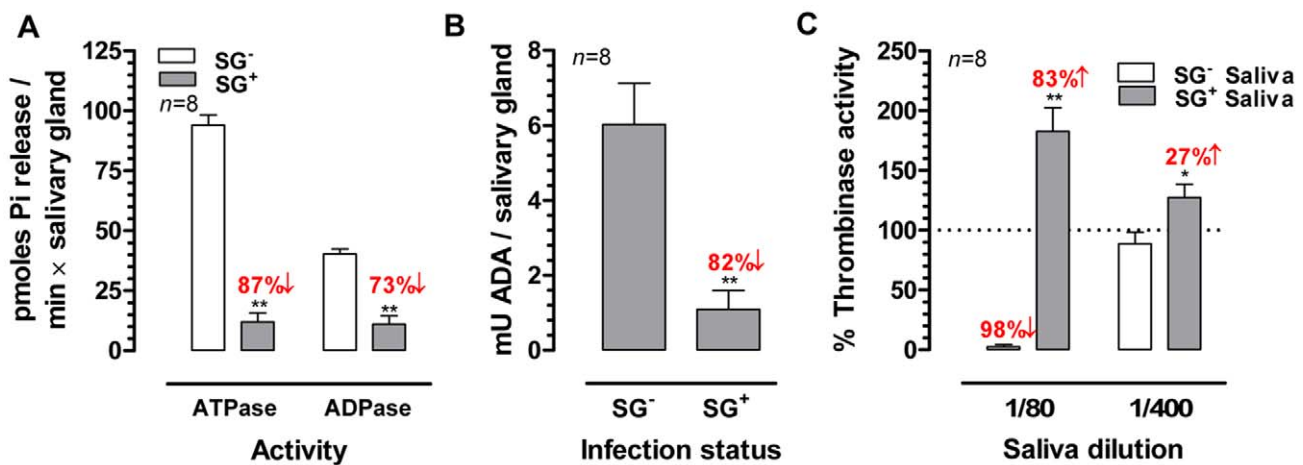 A
pmoles Pi release /
min × salivary gland
125
100
75
50
25
0
SG-
SG+
n=8
87%↓
**
73%↓
**
ATPase ADPase
Activity
B
mU ADA / salivary gland
8
6
4
2
0
n=8
82%↓
**
SG- SG+
Infection status
C
% Thrombinase activity
250
200
150
100
50
0
n=8
SG- Saliva
SG+ Saliva
83%↑
**
27%↑
*
98%↓
1/80 1/400
Saliva dilution